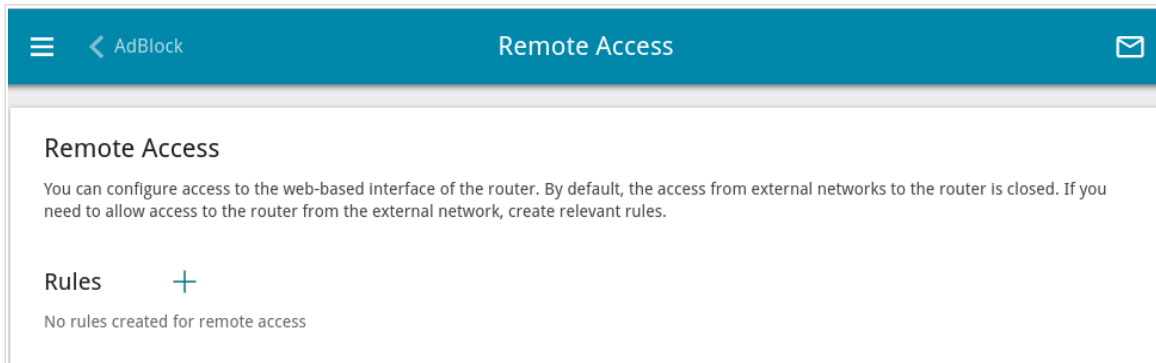 AdBlock
Remote Access
Remote Access
You can configure access to the web-based interface of the router. By default, the access from external networks to the router is closed. If you
need to allow access to the router from the external network, create relevant rules.
Rules
No rules created for remote access